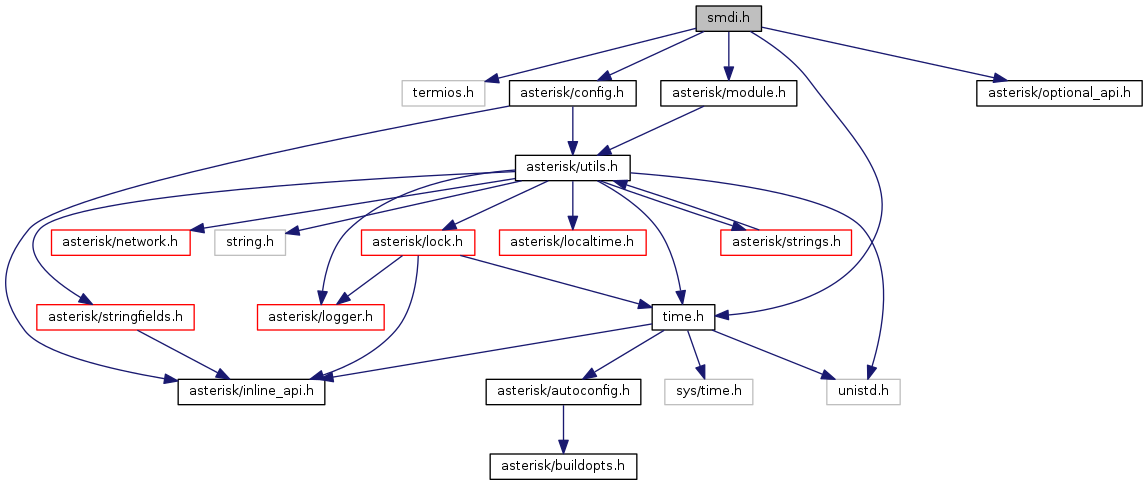 smdi.h
termios.h
asterisk/config.h
asterisk/module.h
asterisk/optional_api.h
asterisk/utils.h
asterisk/network.h
string.h
asterisk/lock.h
asterisk/localtime.h
asterisk/strings.h
asterisk/stringfields.h
asterisk/logger.h
time.h
asterisk/inline_api.h
asterisk/autoconfig.h
sys/time.h
unistd.h
asterisk/buildopts.h